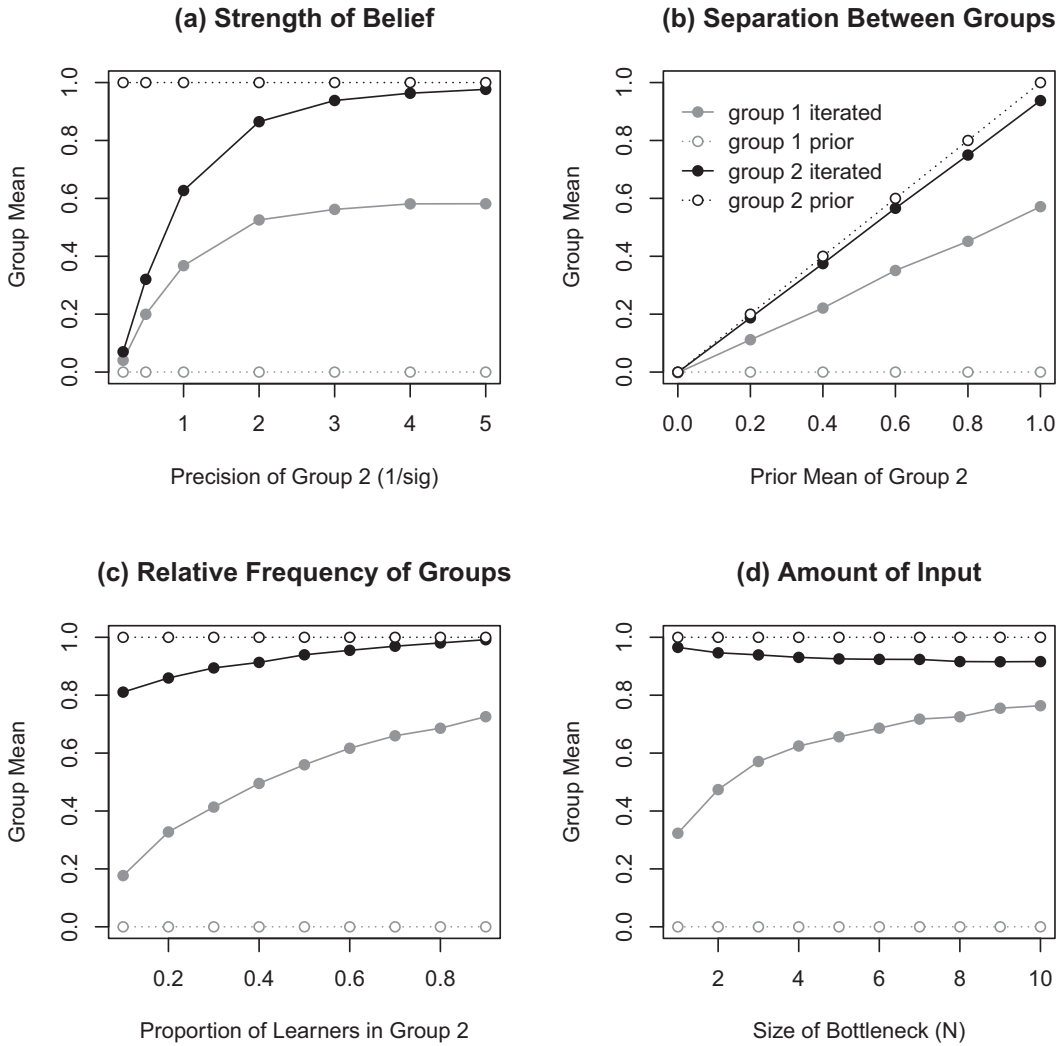 (a) Strength of Belief
Group Mean
0.0 0.2 0.4 0.6 0.8 1.0
1 2 3 4 5
Precision of Group 2 (1/sig)
(b) Separation Between Groups
Group Mean
0.0 0.2 0.4 0.6 0.8 1.0
group 1 iterated
group 1 prior
group 2 iterated
group 2 prior
0.0 0.2 0.4 0.6 0.8 1.0
Prior Mean of Group 2
(c) Relative Frequency of Groups
Group Mean
0.0 0.2 0.4 0.6 0.8 1.0
0.2 0.4 0.6 0.8
Proportion of Learners in Group 2
(d) Amount of Input
Group Mean
0.0 0.2 0.4 0.6 0.8 1.0
2 4 6 8 10
Size of Bottleneck (N)